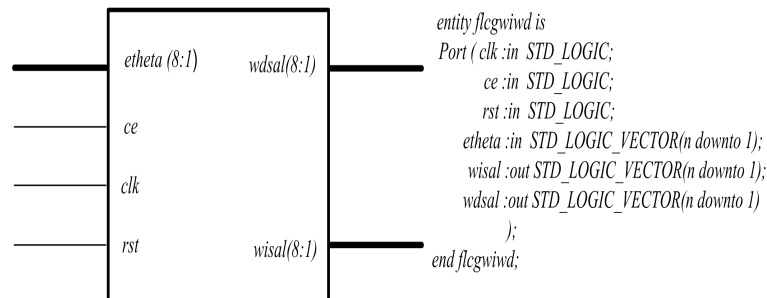 etheta (8:1)
wdsal(8:1)
ce
clk
rst
wisal(8:1)
entity flcgwiwd is
Port ( clk :in STD_LOGIC;
ce :in STD_LOGIC;
rst :in STD_LOGIC;
etheta :in STD_LOGIC_VECTOR(n downto 1);
wisal :out STD_LOGIC_VECTOR(n downto 1);
wdsal :out STD_LOGIC_VECTOR(n downto 1)
);
end flcgwiwd;